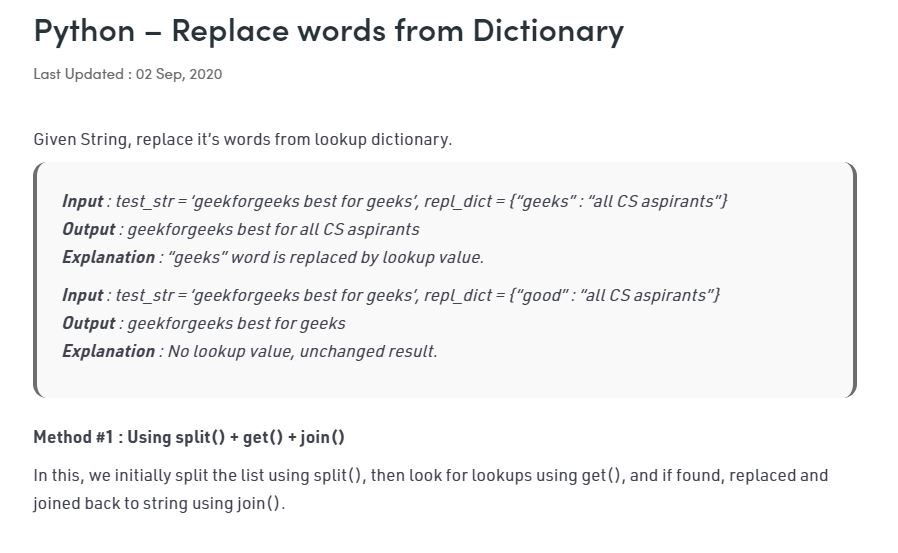 Python – Replace words from Dictionary
Last Updated : 02 Sep, 2020
Given String, replace it’s words from lookup dictionary.
Input : test_str = ‘geekforgeeks best for geeks’, repl_dict = {“geeks” : “all CS aspirants”}
Output : geekforgeeks best for all CS aspirants
Explanation : “geeks” word is replaced by lookup value.
Input : test_str = ‘geekforgeeks best for geeks’, repl_dict = {“good” : “all CS aspirants”}
Output : geekforgeeks best for geeks
Explanation : No lookup value, unchanged result.
Method #1 : Using split() + get() + join()
In this, we initially split the list using split(), then look for lookups using get(), and if found, replaced and
joined back to string using join().